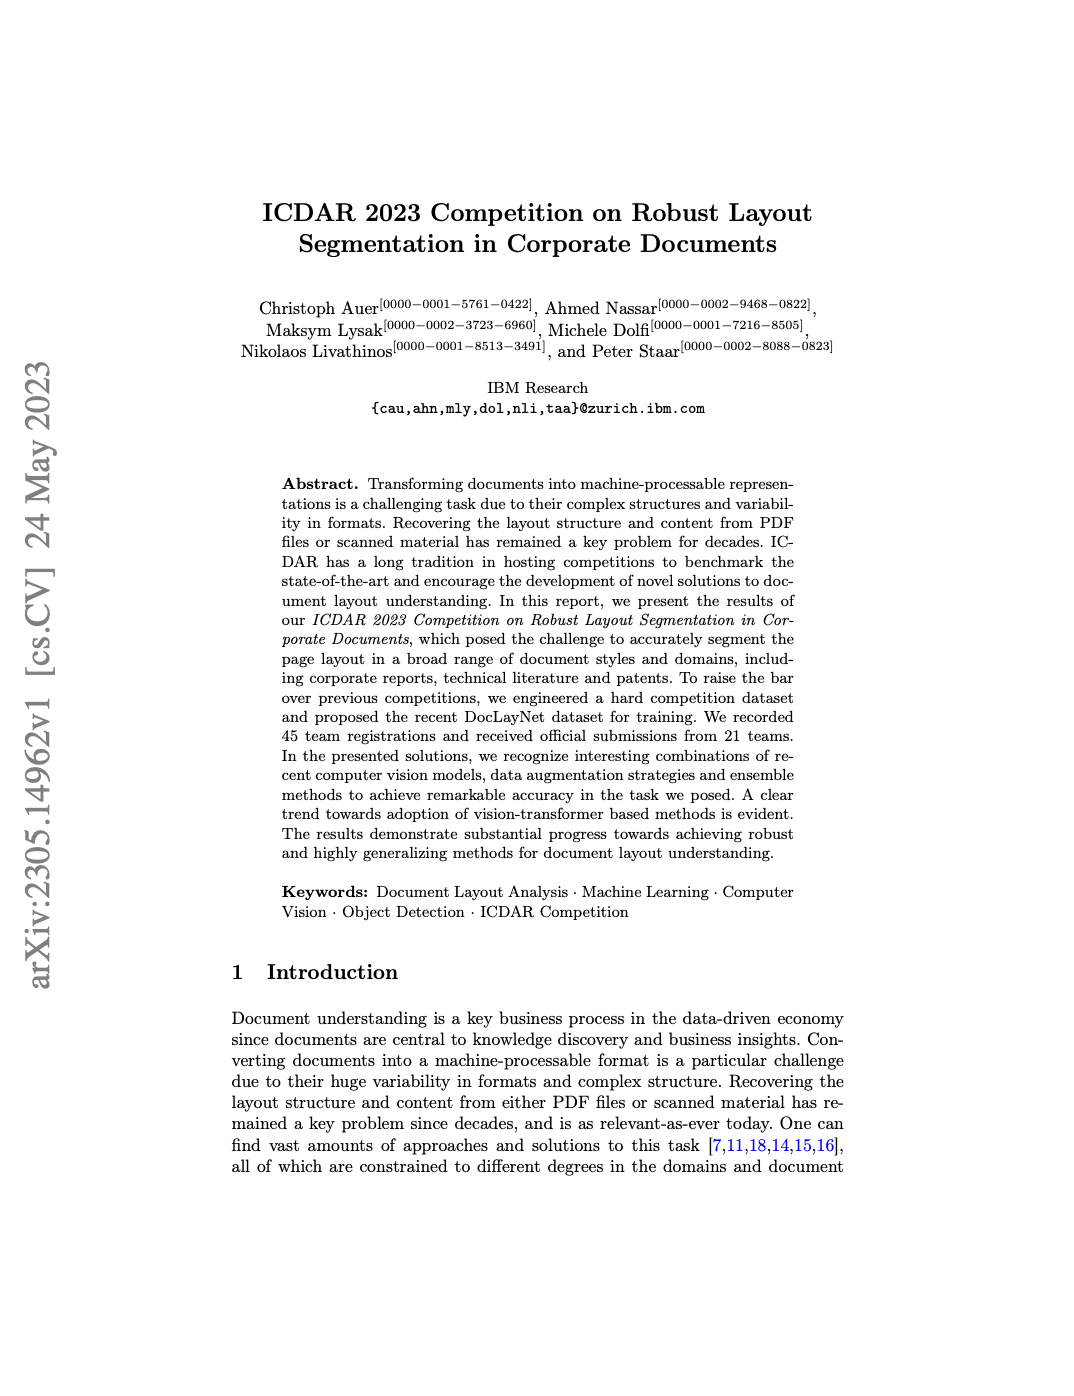 ICDAR 2023 Competition on Robust Layout
Segmentation in Corporate Documents
Christoph Auer[0000−0001−5761−0422], Ahmed Nassar[0000−0002−9468−0822],
Maksym Lysak[0000−0002−3723−6960], Michele Dolfi[0000−0001−7216−8505],
Nikolaos Livathinos[0000−0001−8513−3491], and Peter Staar[0000−0002−8088−0823]
IBM Research
{cau,ahn,mly,dol,nli,taa}@zurich.ibm.com
Abstract. Transforming documents into machine-processable represen-
tations is a challenging task due to their complex structures and variabil-
ity in formats. Recovering the layout structure and content from PDF
files or scanned material has remained a key problem for decades. IC-
DAR has a long tradition in hosting competitions to benchmark the
state-of-the-art and encourage the development of novel solutions to doc-
ument layout understanding. In this report, we present the results of
our ICDAR 2023 Competition on Robust Layout Segmentation in Cor-
porate Documents, which posed the challenge to accurately segment the
page layout in a broad range of document styles and domains, includ-
ing corporate reports, technical literature and patents. To raise the bar
over previous competitions, we engineered a hard competition dataset
and proposed the recent DocLayNet dataset for training. We recorded
45 team registrations and received official submissions from 21 teams.
In the presented solutions, we recognize interesting combinations of re-
cent computer vision models, data augmentation strategies and ensemble
methods to achieve remarkable accuracy in the task we posed. A clear
trend towards adoption of vision-transformer based methods is evident.
The results demonstrate substantial progress towards achieving robust
and highly generalizing methods for document layout understanding.
Keywords: Document Layout Analysis · Machine Learning · Computer
Vision · Object Detection · ICDAR Competition
1 Introduction
Document understanding is a key business process in the data-driven economy
since documents are central to knowledge discovery and business insights. Con-
verting documents into a machine-processable format is a particular challenge
due to their huge variability in formats and complex structure. Recovering the
layout structure and content from either PDF files or scanned material has re-
mained a key problem since decades, and is as relevant-as-ever today. One can
find vast amounts of approaches and solutions to this task [7,11,18,14,15,16],
all of which are constrained to different degrees in the domains and document
arXiv:2305.14962v1 [cs.CV] 24 May 2023